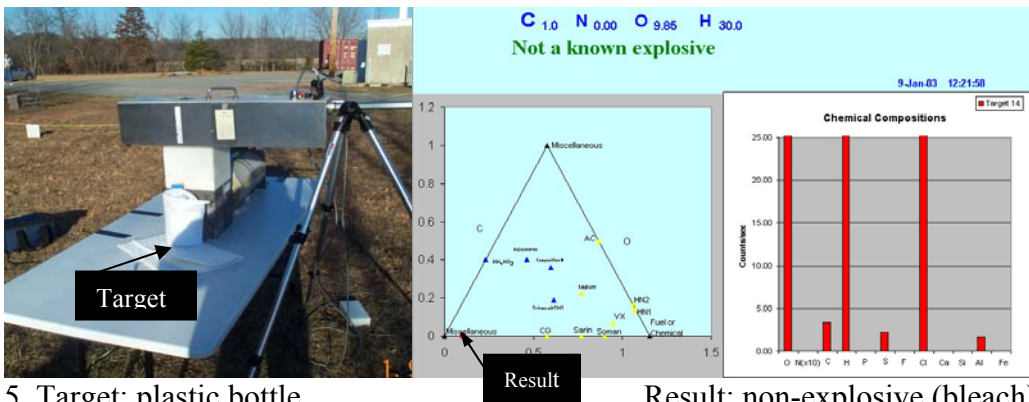 C 1.0 N 0.00 O 9.85 H 30.0
Not a known explosive
9-Jan-03 12:21:58
Target
1.2
1
0.8
0.6
0.4
0.2
0
0
0.5
1
1.5
Miscellaneous
C
O
AC
NH4NO3
Composition B
TABUN
HN2
HN1
VX
Fuel or
Chemical
Miscellaneous
CG
Sarin
Soman
Result
Target 14
Chemical Compositions
Counts/sec
25.00
20.00
15.00
10.00
5.00
0.00
O N(x10) C H P S F Cl Ca Si Al Fe
5. Target: plastic bottle
Result: non-explosive (bleach)